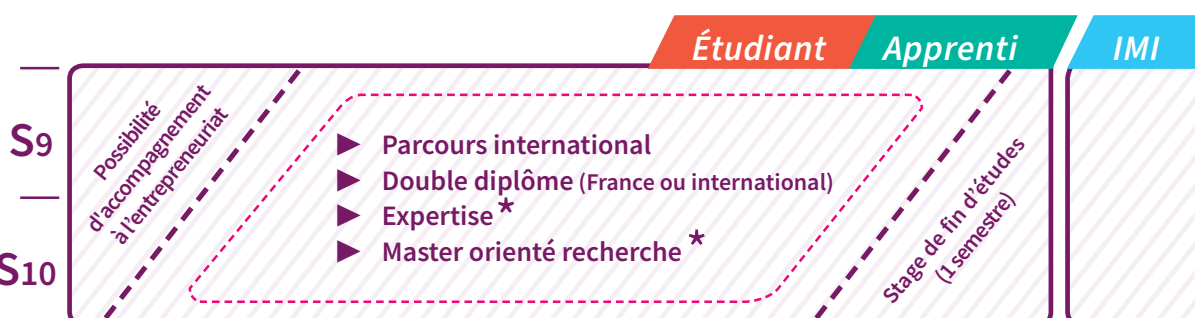 Étudiant
Apprenti
IMI
S9
S10
Possibilité
d'accompagnement
à l'entrepreneuriat
► Parcours international
► Double diplôme (France ou international)
► Expertise*
► Master orienté recherche*
Stage de fin d'études
(1 semestre)